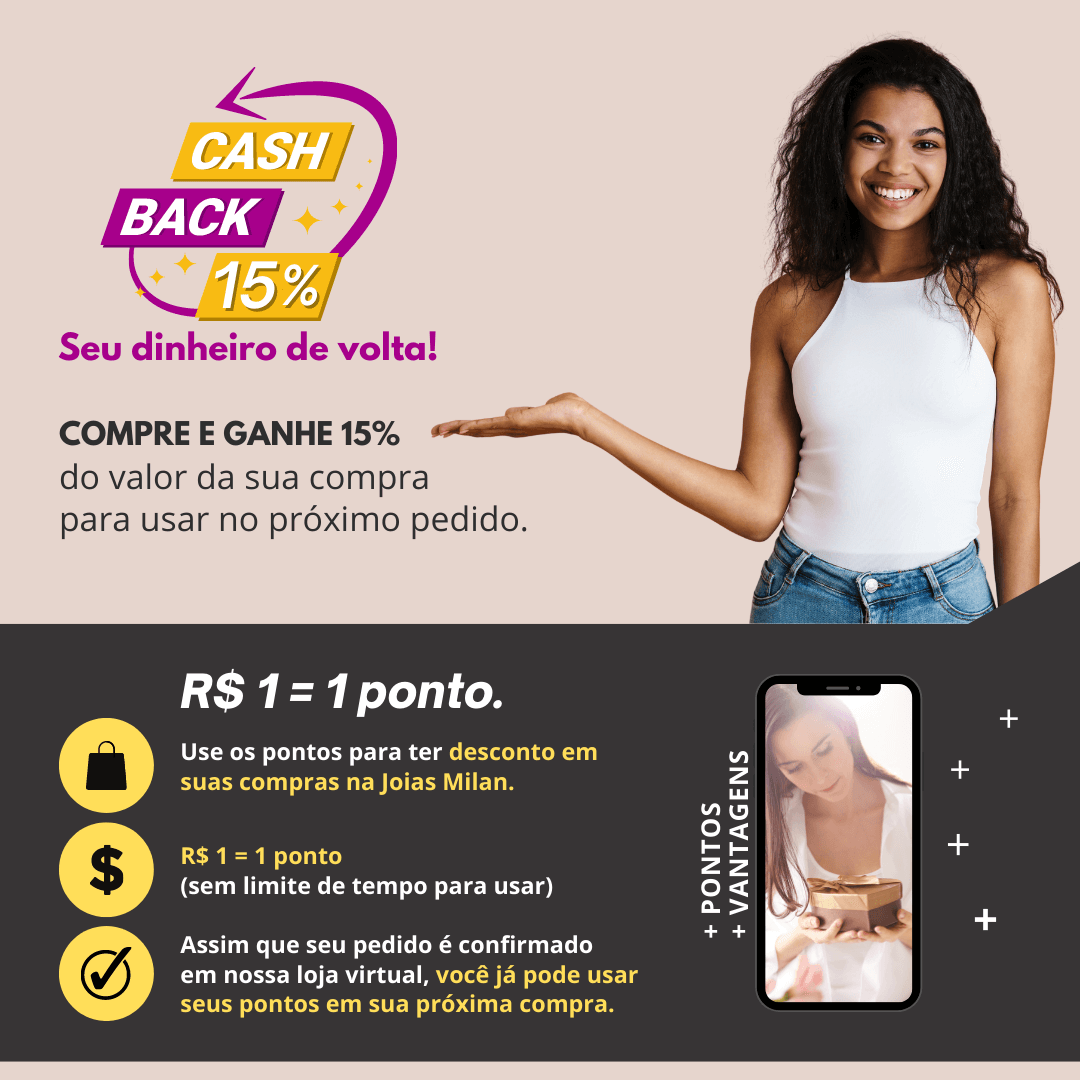 CASH
BACK
15%
Seu dinheiro de volta!
COMPRE E GANHE 15%
do valor da sua compra
para usar no próximo pedido.
R$ 1 = 1 ponto.
Use os pontos para ter desconto em
suas compras na Joias Milan.
R$ 1 = 1 ponto
(sem limite de tempo para usar)
Assim que seu pedido é confirmado
em nossa loja virtual, você já pode usar
seus pontos em sua próxima compra.
+ PONTOS
+ VANTAGENS